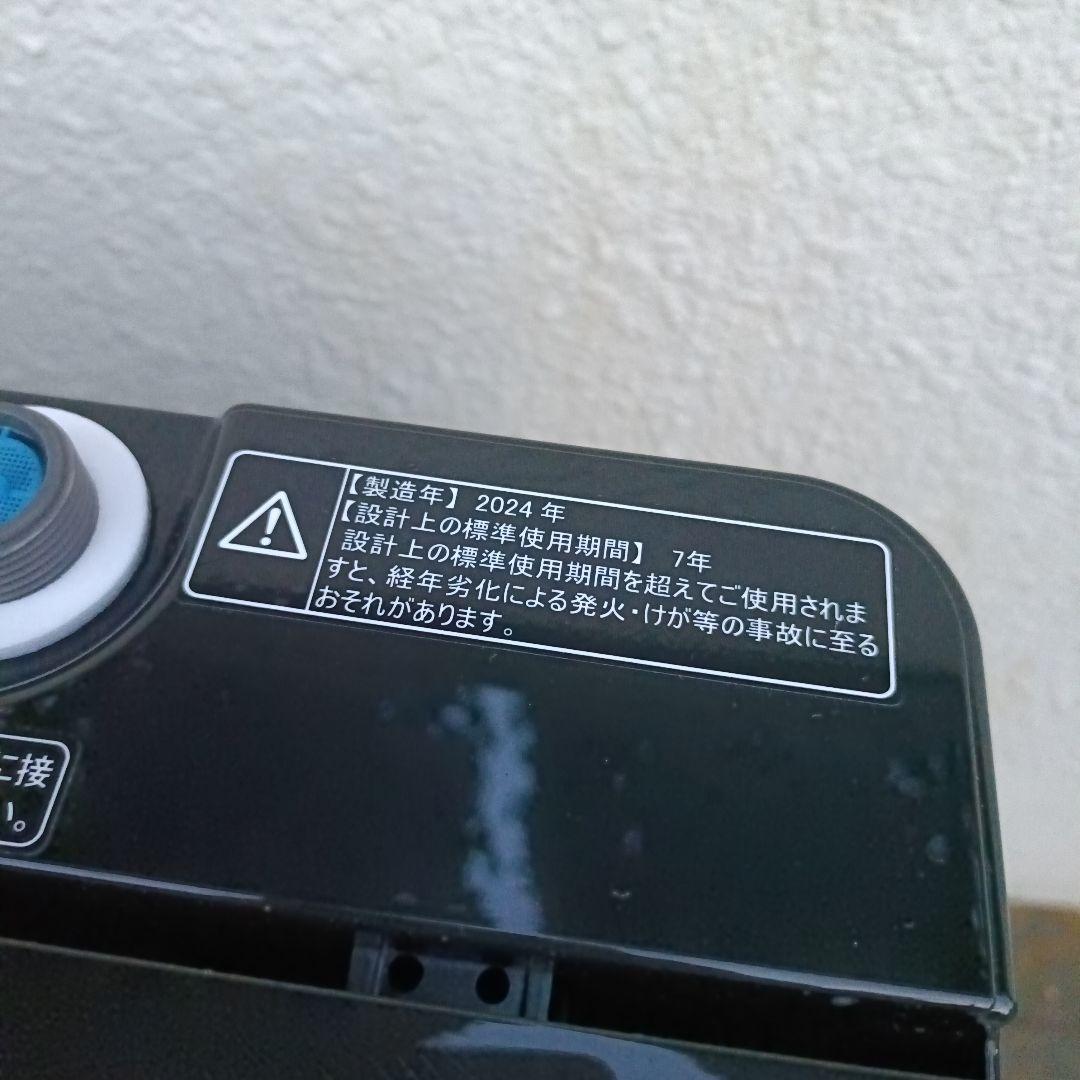 【製造年】 2024 年
【設計上の標準使用期間】 7年
設計上の標準使用期間を超えてご使用されま
すと、経年劣化による発火・けが等の事故に至る
おそれがあります。
に接
い。